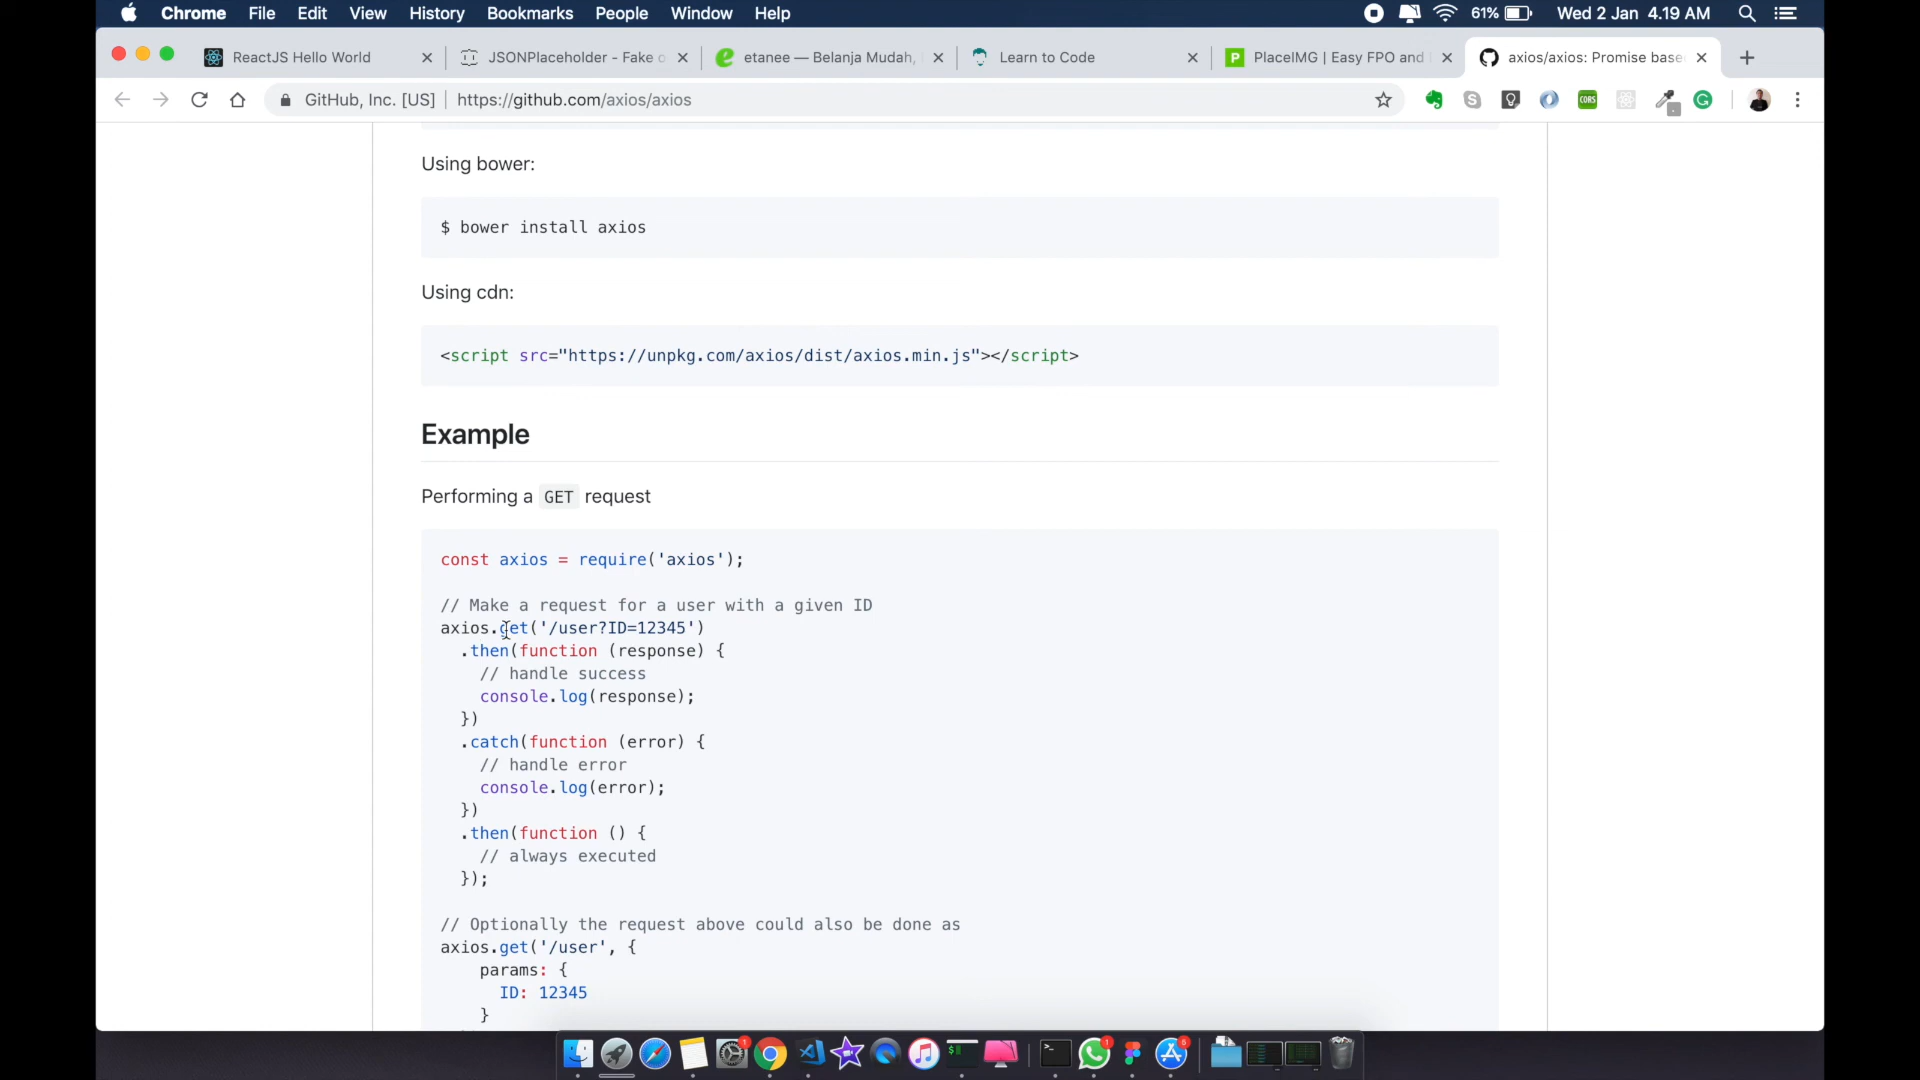 Chrome File Edit View History Bookmarks People Window Help 61% Wed 2 Jan 4.19 AM
ReactJS Hello World JSONPlaceholder - Fake etanee — Belanja Mudah, Learn to Code PlaceIMG | Easy FPO and axios/axios: Promise base
GitHub, Inc. [US] https://github.com/axios/axios
Using bower:
$ bower install axios
Using cdn:
<script src="https://unpkg.com/axios/dist/axios.min.js"></script>
Example
Performing a GET request
const axios = require('axios');
// Make a request for a user with a given ID
axios.get('/user?ID=12345')
.then(function (response) {
// handle success
console.log(response);
})
.catch(function (error) {
// handle error
console.log(error);
})
.then(function () {
// always executed
});
// Optionally the request above could also be done as
axios.get('/user', {
params: {
ID: 12345
}